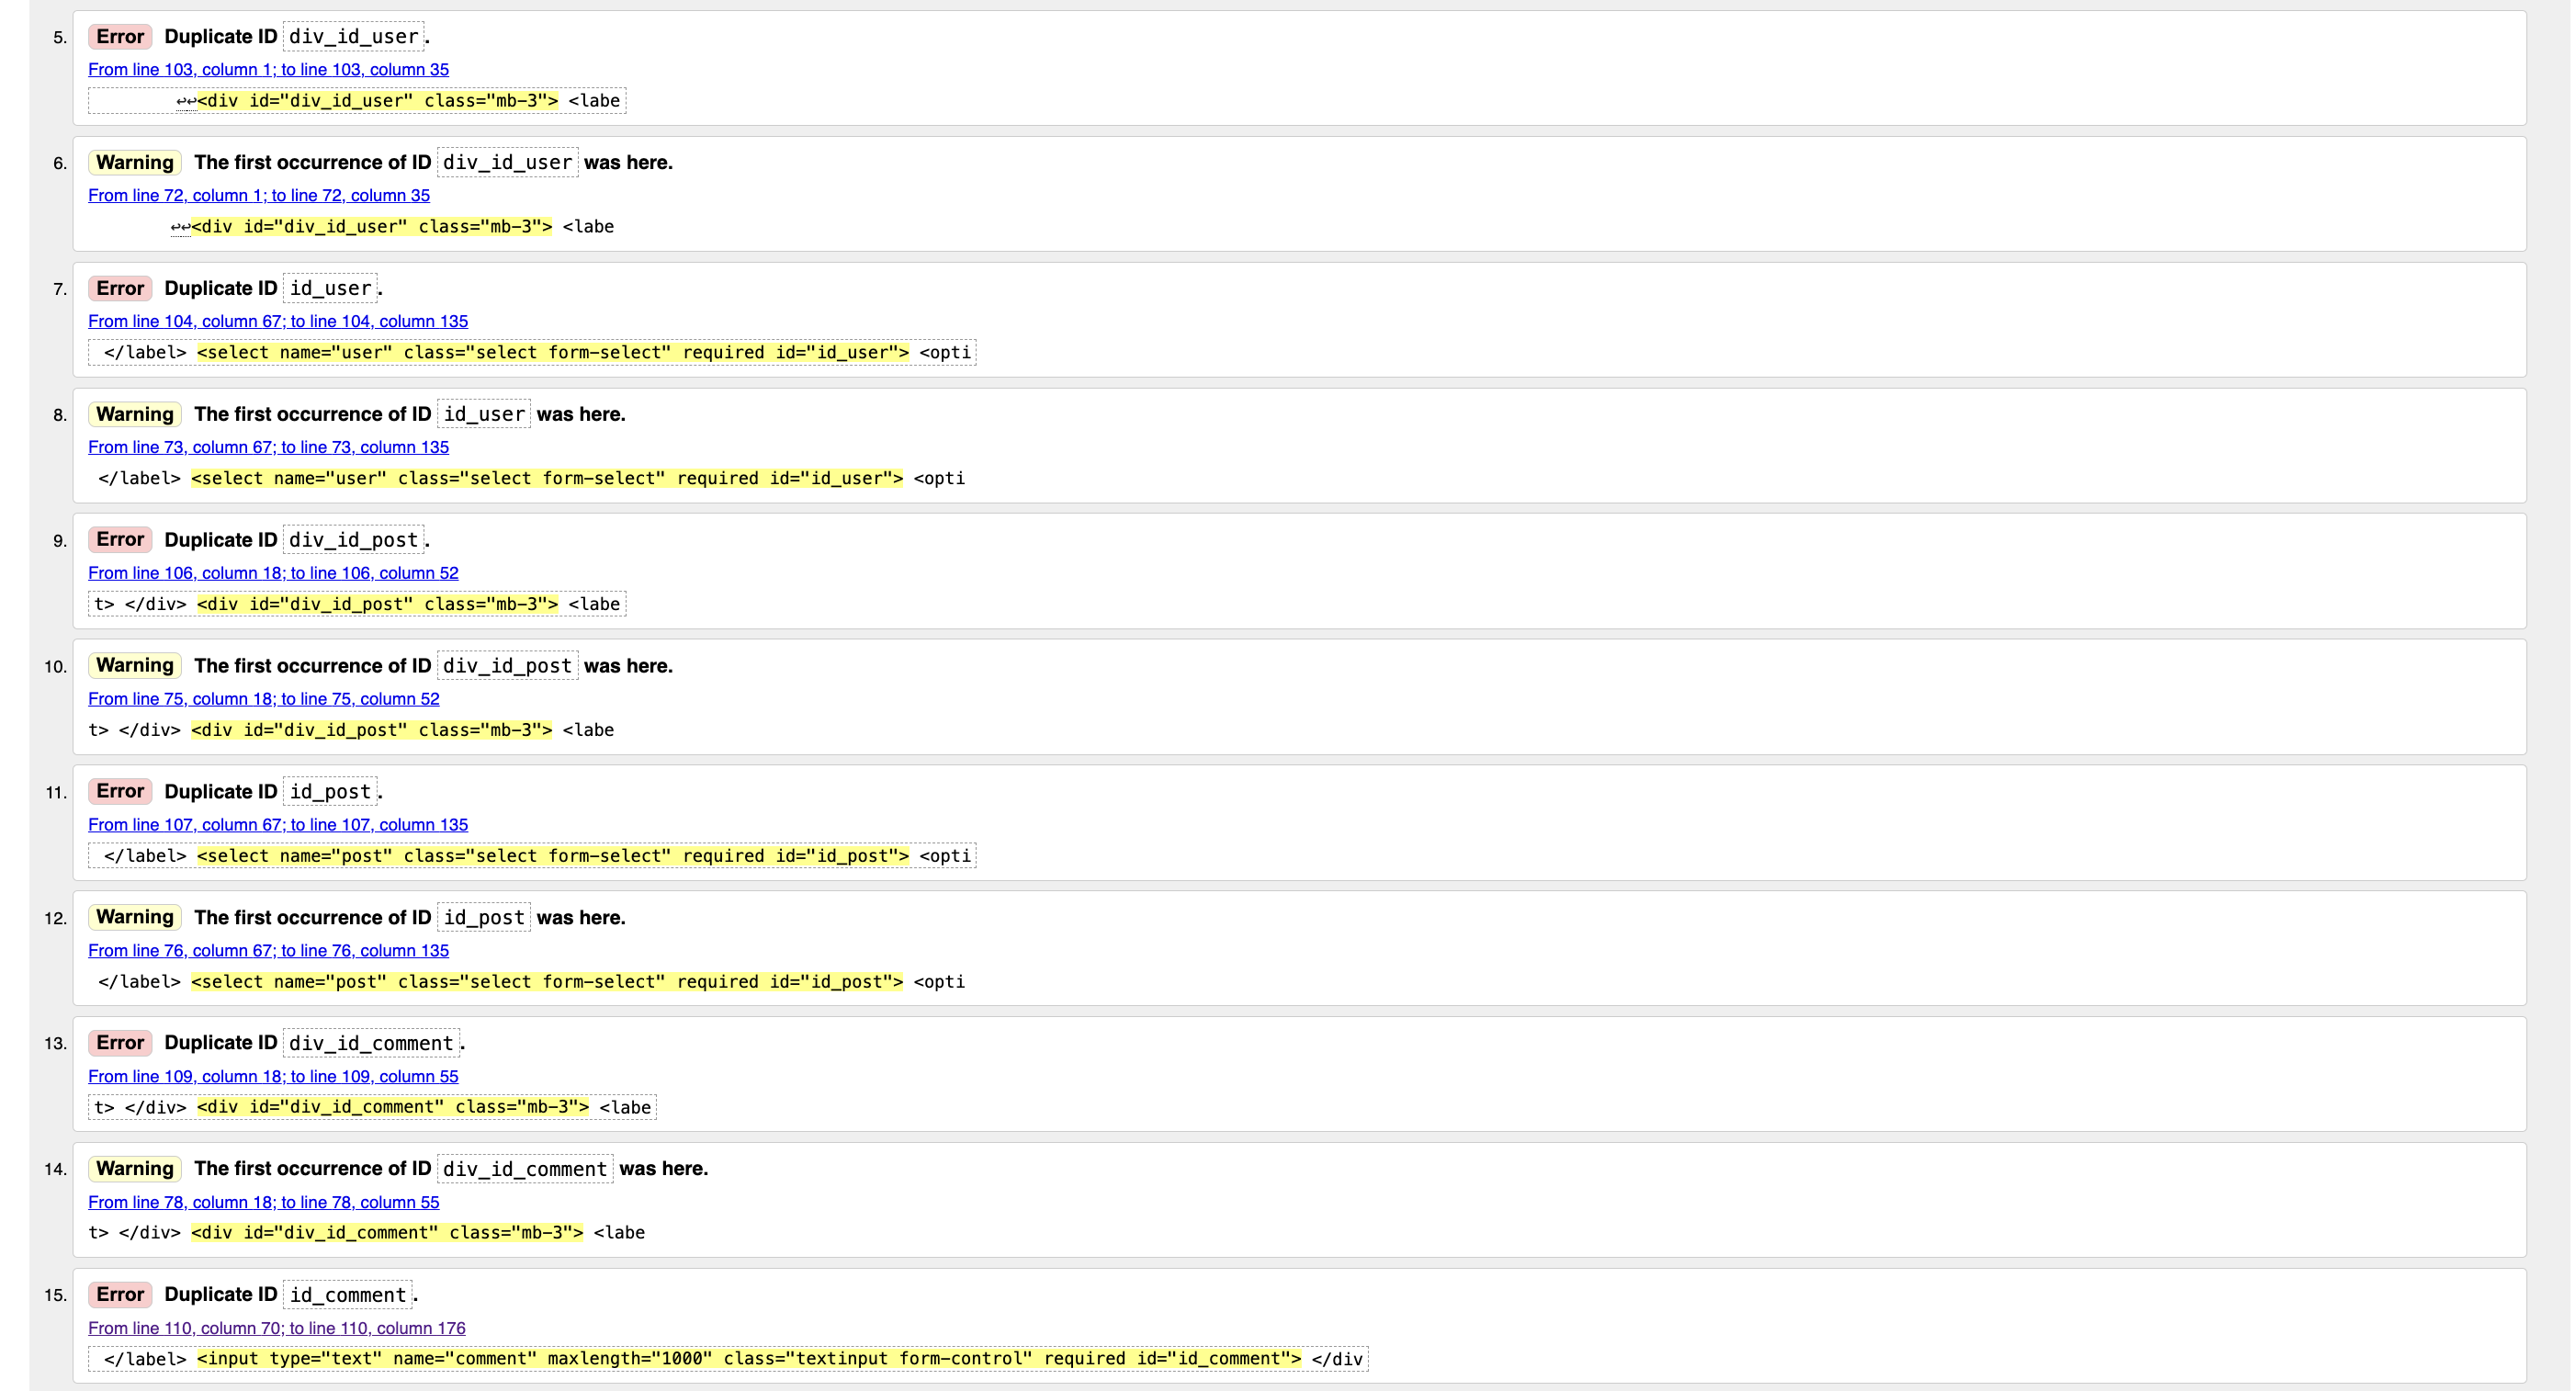 5. Error Duplicate ID div_id_user.
From line 103, column 1; to line 103, column 35
↩↩<div id="div_id_user" class="mb-3"> <labe
6. Warning The first occurrence of ID div_id_user was here.
From line 72, column 1; to line 72, column 35
↩↩<div id="div_id_user" class="mb-3"> <labe
7. Error Duplicate ID id_user.
From line 104, column 67; to line 104, column 135
</label> <select name="user" class="select form-select" required id="id_user"> <opti
8. Warning The first occurrence of ID id_user was here.
From line 73, column 67; to line 73, column 135
</label> <select name="user" class="select form-select" required id="id_user"> <opti
9. Error Duplicate ID div_id_post.
From line 106, column 18; to line 106, column 52
t> </div> <div id="div_id_post" class="mb-3"> <labe
10. Warning The first occurrence of ID div_id_post was here.
From line 75, column 18; to line 75, column 52
t> </div> <div id="div_id_post" class="mb-3"> <labe
11. Error Duplicate ID id_post.
From line 107, column 67; to line 107, column 135
</label> <select name="post" class="select form-select" required id="id_post"> <opti
12. Warning The first occurrence of ID id_post was here.
From line 76, column 67; to line 76, column 135
</label> <select name="post" class="select form-select" required id="id_post"> <opti
13. Error Duplicate ID div_id_comment.
From line 109, column 18; to line 109, column 55
t> </div> <div id="div_id_comment" class="mb-3"> <labe
14. Warning The first occurrence of ID div_id_comment was here.
From line 78, column 18; to line 78, column 55
t> </div> <div id="div_id_comment" class="mb-3"> <labe
15. Error Duplicate ID id_comment.
From line 110, column 70; to line 110, column 176
</label> <input type="text" name="comment" maxlength="1000" class="textinput form-control" required id="id_comment"> </div